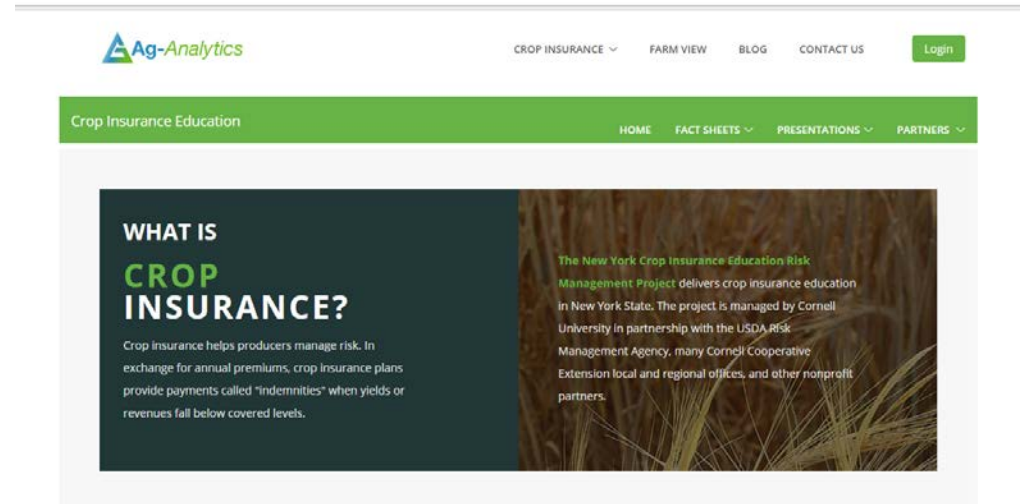 Ag-Analytics
CROP INSURANCE
FARM VIEW
BLOG
CONTACT US
Login
Crop Insurance Education
HOME
FACT SHEETS
PRESENTATIONS
PARTNERS
WHAT IS
CROP
INSURANCE?
Crop insurance helps producers manage risk. In
exchange for annual premiums, crop insurance plans
provide payments called "indemnities" when yields or
revenues fall below covered levels.
The New York Crop Insurance Education Risk
Management Project delivers crop insurance education
in New York State. The project is managed by Cornell
University in partnership with the USDA Risk
Management Agency, many Cornell Cooperative
Extension local and regional offices, and other nonprofit
partners.